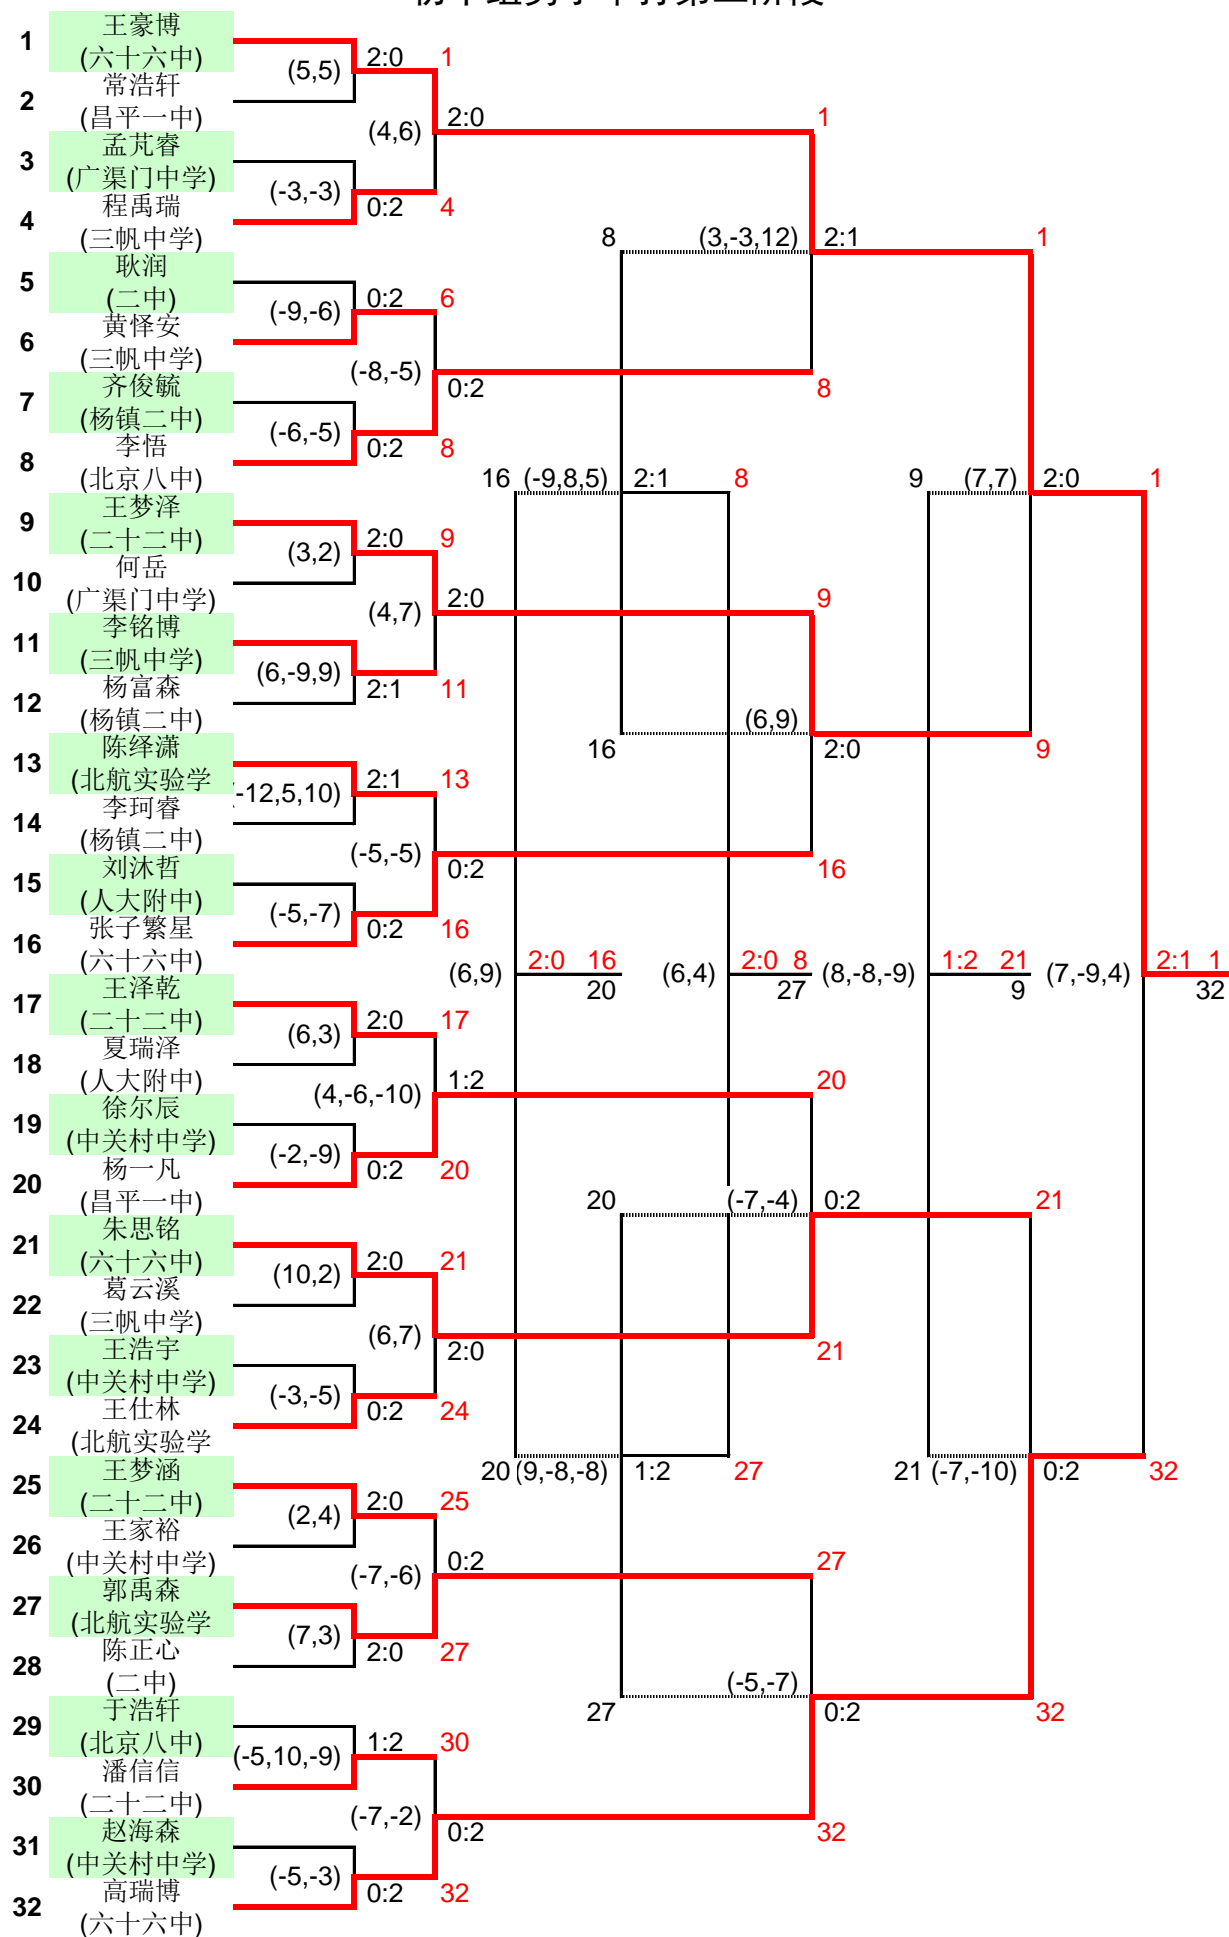 1 王豪博
(六十六中)
(5,5) 2:0 1
2 常浩轩
(昌平一中)
(4,6) 2:0 1
3 孟芃睿
(广渠门中学)
(-3,-3) 0:2 4
4 程禹瑞
(三帆中学)
8 (3,-3,12) 2:1 1
5 耿润
(二中)
(-9,-6) 0:2 6
6 黄怿安
(三帆中学)
(-8,-5) 0:2 8
7 齐俊毓
(杨镇二中)
(-6,-5) 0:2 8
8 李悟
(北京八中)
16 (-9,8,5) 2:1 8 9 (7,7) 2:0 1
9 王梦泽
(二十二中)
(3,2) 2:0 9
10 何岳
(广渠门中学)
(4,7) 2:0 9
11 李铭博
(三帆中学)
(6,-9,9) 2:1 11
12 杨富森
(杨镇二中)
16 (6,9) 2:0 9
13 陈绎潇
(北航实验学
(-12,5,10) 2:1 13
14 李珂睿
(杨镇二中)
(-5,-5) 0:2 16
15 刘沐哲
(人大附中)
(-5,-7) 0:2 16
16 张子繁星
(六十六中)
(6,9) 2:0 16 (6,4) 2:0 8 (8,-8,-9) 1:2 21 (7,-9,4) 2:1 1
20 27 9 32
17 王泽乾
(二十二中)
(6,3) 2:0 17
18 夏瑞泽
(人大附中)
(4,-6,-10) 1:2 20
19 徐尔辰
(中关村中学)
(-2,-9) 0:2 20
20 杨一凡
(昌平一中)
20 (-7,-4) 0:2 21
21 朱思铭
(六十六中)
(10,2) 2:0 21
22 葛云溪
(三帆中学)
(6,7) 2:0 21
23 王浩宇
(中关村中学)
(-3,-5) 0:2 24
24 王仕林
(北航实验学
20 (9,-8,-8) 1:2 27 21 (-7,-10) 0:2 32
25 王梦涵
(二十二中)
(2,4) 2:0 25
26 王家裕
(中关村中学)
(-7,-6) 0:2 27
27 郭禹森
(北航实验学
(7,3) 2:0 27
28 陈正心
(二中)
27 (-5,-7) 0:2 32
29 于浩轩
(北京八中)
(-5,10,-9) 1:2 30
30 潘信信
(二十二中)
(-7,-2) 0:2 32
31 赵海森
(中关村中学)
(-5,-3) 0:2 32
32 高瑞博
(六十六中)